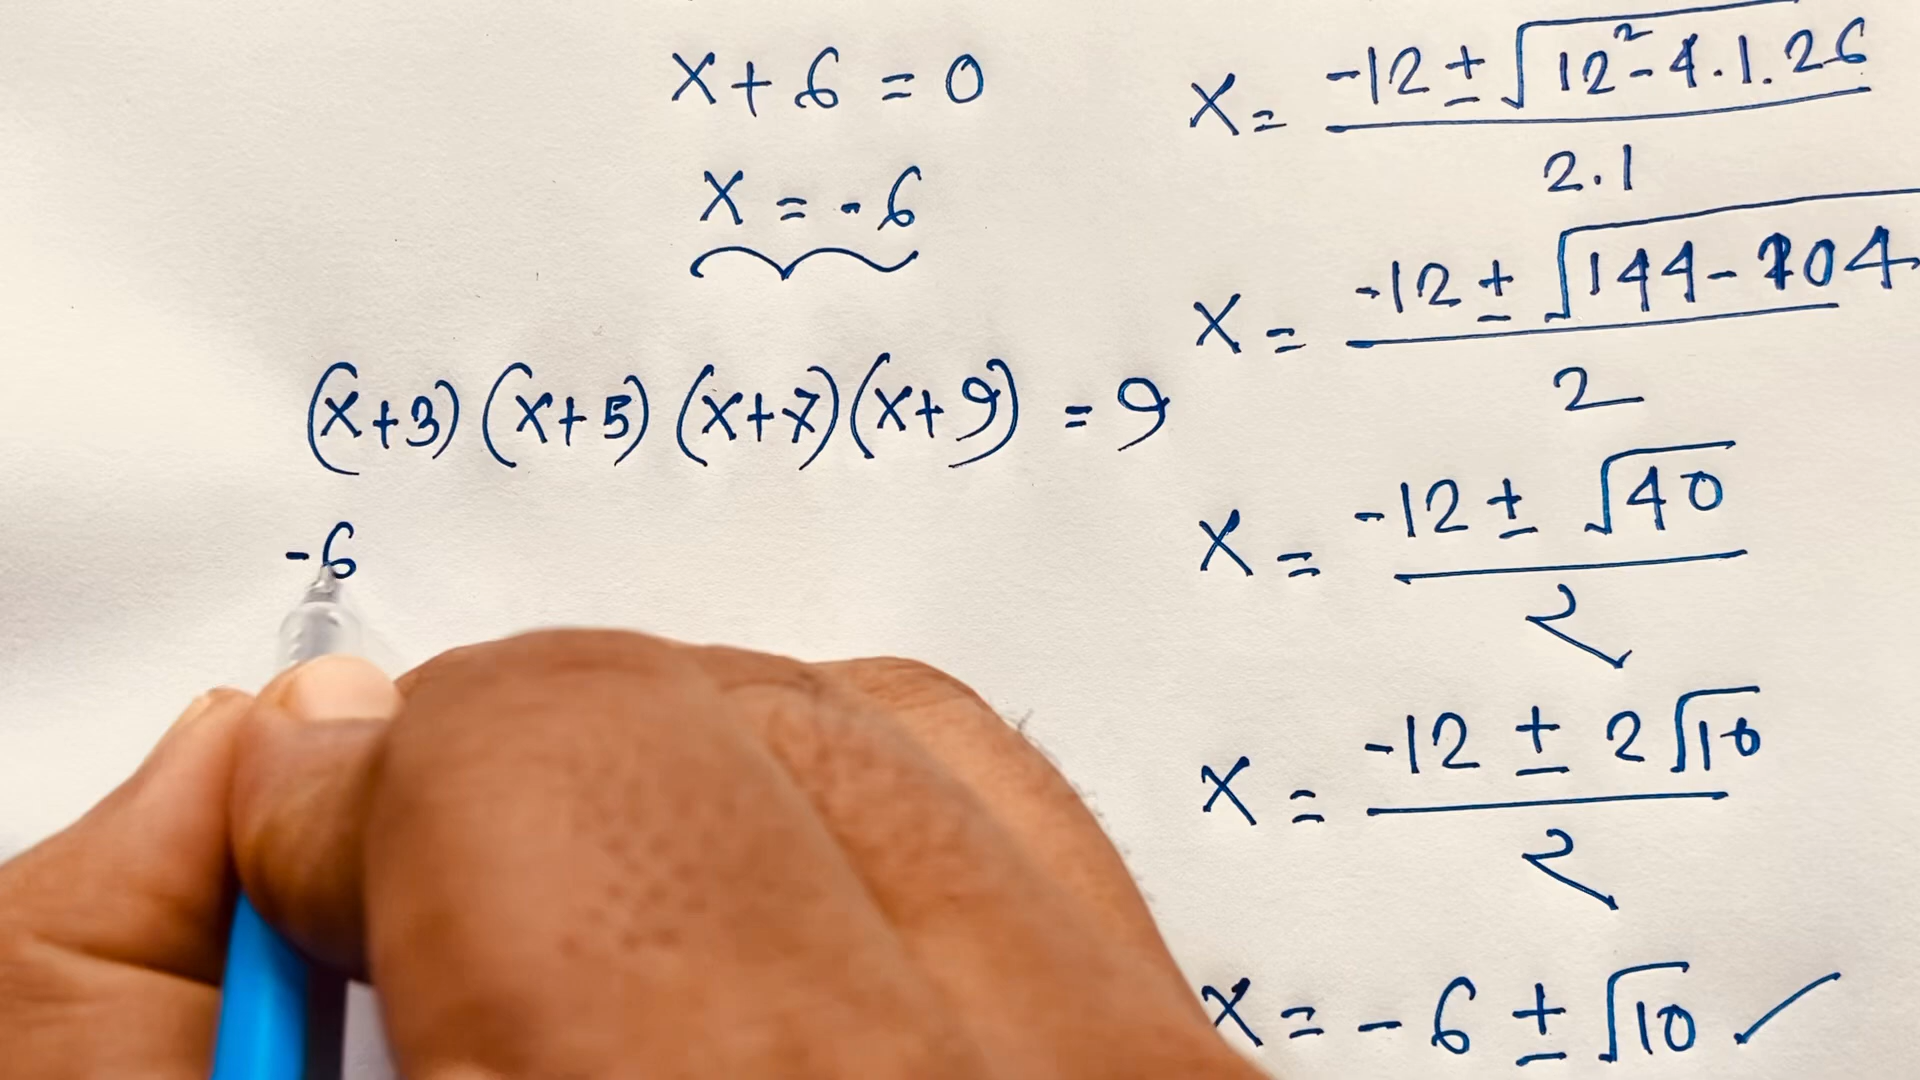 x + 6 = 0
x = -6
(x+3) (x+5) (x+7) (x+9) = 9
-6
x = (-12 ± √(12² - 4.1.26)) / 2.1
x = (-12 ± √(144 - 104)) / 2
x = (-12 ± √40) / 2
x = (-12 ± 2√10) / 2
x = -6 ± √10 ✓